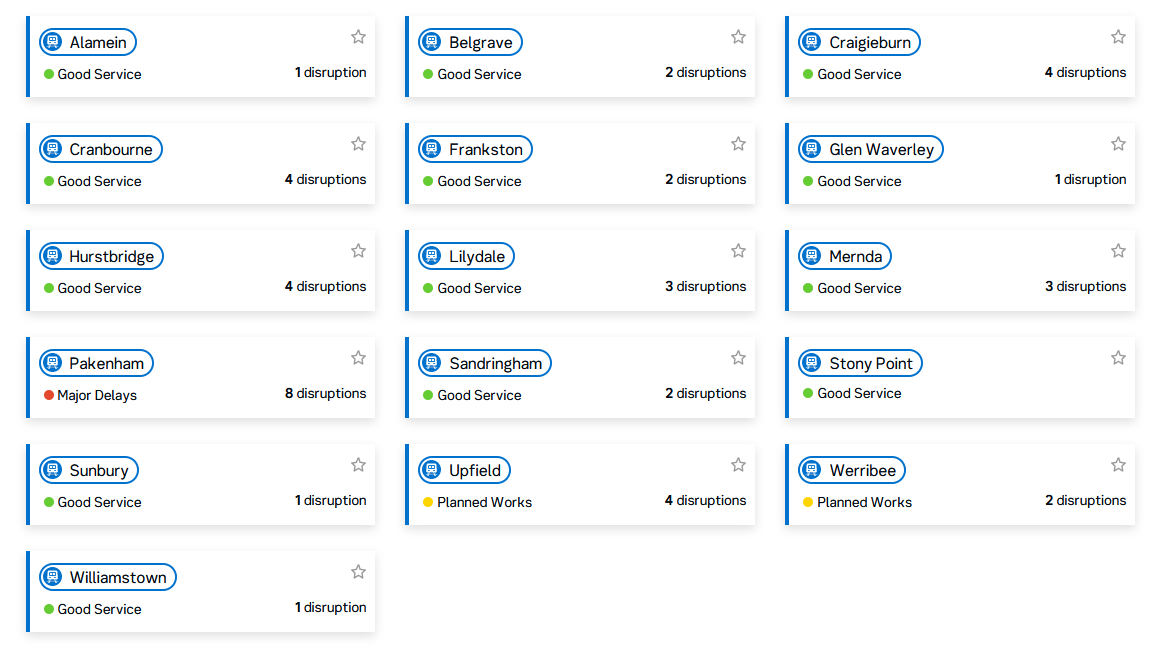 Alamein
Good Service 1 disruption
Belgrave
Good Service 2 disruptions
Craigieburn
Good Service 4 disruptions
Cranbourne
Good Service 4 disruptions
Frankston
Good Service 2 disruptions
Glen Waverley
Good Service 1 disruption
Hurstbridge
Good Service 4 disruptions
Lilydale
Good Service 3 disruptions
Mernda
Good Service 3 disruptions
Pakenham
Major Delays 8 disruptions
Sandringham
Good Service 2 disruptions
Stony Point
Good Service
Sunbury
Good Service 1 disruption
Upfield
Planned Works 4 disruptions
Werribee
Planned Works 2 disruptions
Williamstown
Good Service 1 disruption